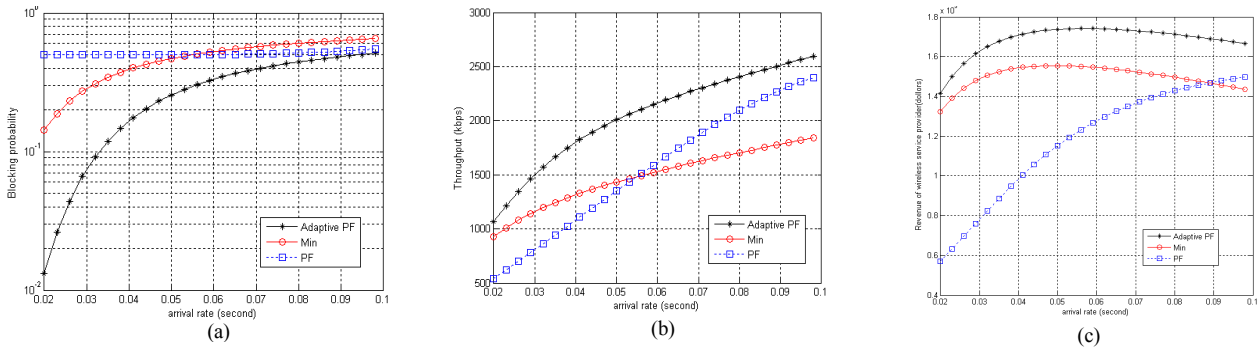 Blocking probability
10^0
10^-1
10^-2
0.02 0.03 0.04 0.05 0.06 0.07 0.08 0.09 0.1
arrival rate (second)
Adaptive PF
Min
PF
(a)
Throughput (kbps)
3000
2500
2000
1500
1000
500
0.02 0.03 0.04 0.05 0.06 0.07 0.08 0.09 0.1
arrival rate (second)
Adaptive PF
Min
PF
(b)
Revenue of wireless service provider(dollors)
x 10^4
1.8
1.6
1.4
1.2
1
0.8
0.6
0.4
0.02 0.03 0.04 0.05 0.06 0.07 0.08 0.09 0.1
arrival rate (second)
Adaptive PF
Min
PF
(c)